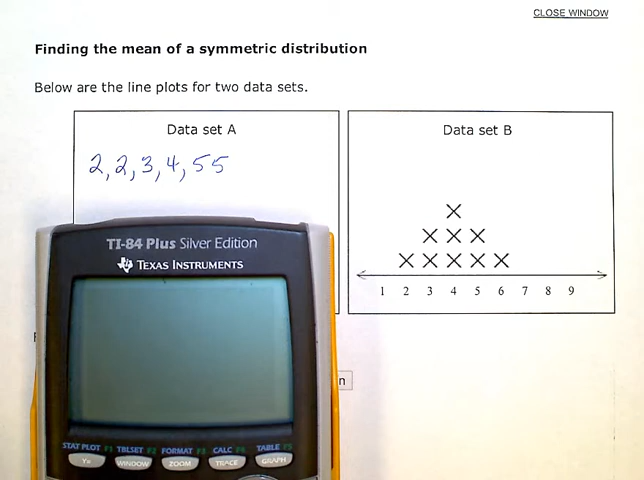 CLOSE WINDOW
Finding the mean of a symmetric distribution
Below are the line plots for two data sets.
Data set A
2,2,3,4,55
Data set B
1 2 3 4 5 6 7 8 9
TI-84 Plus Silver Edition
TEXAS INSTRUMENTS
STAT PLOT F1 TBLSET F2 FORMAT F3 CALC F4 TABLE F5
Y= WINDOW ZOOM TRACE GRAPH